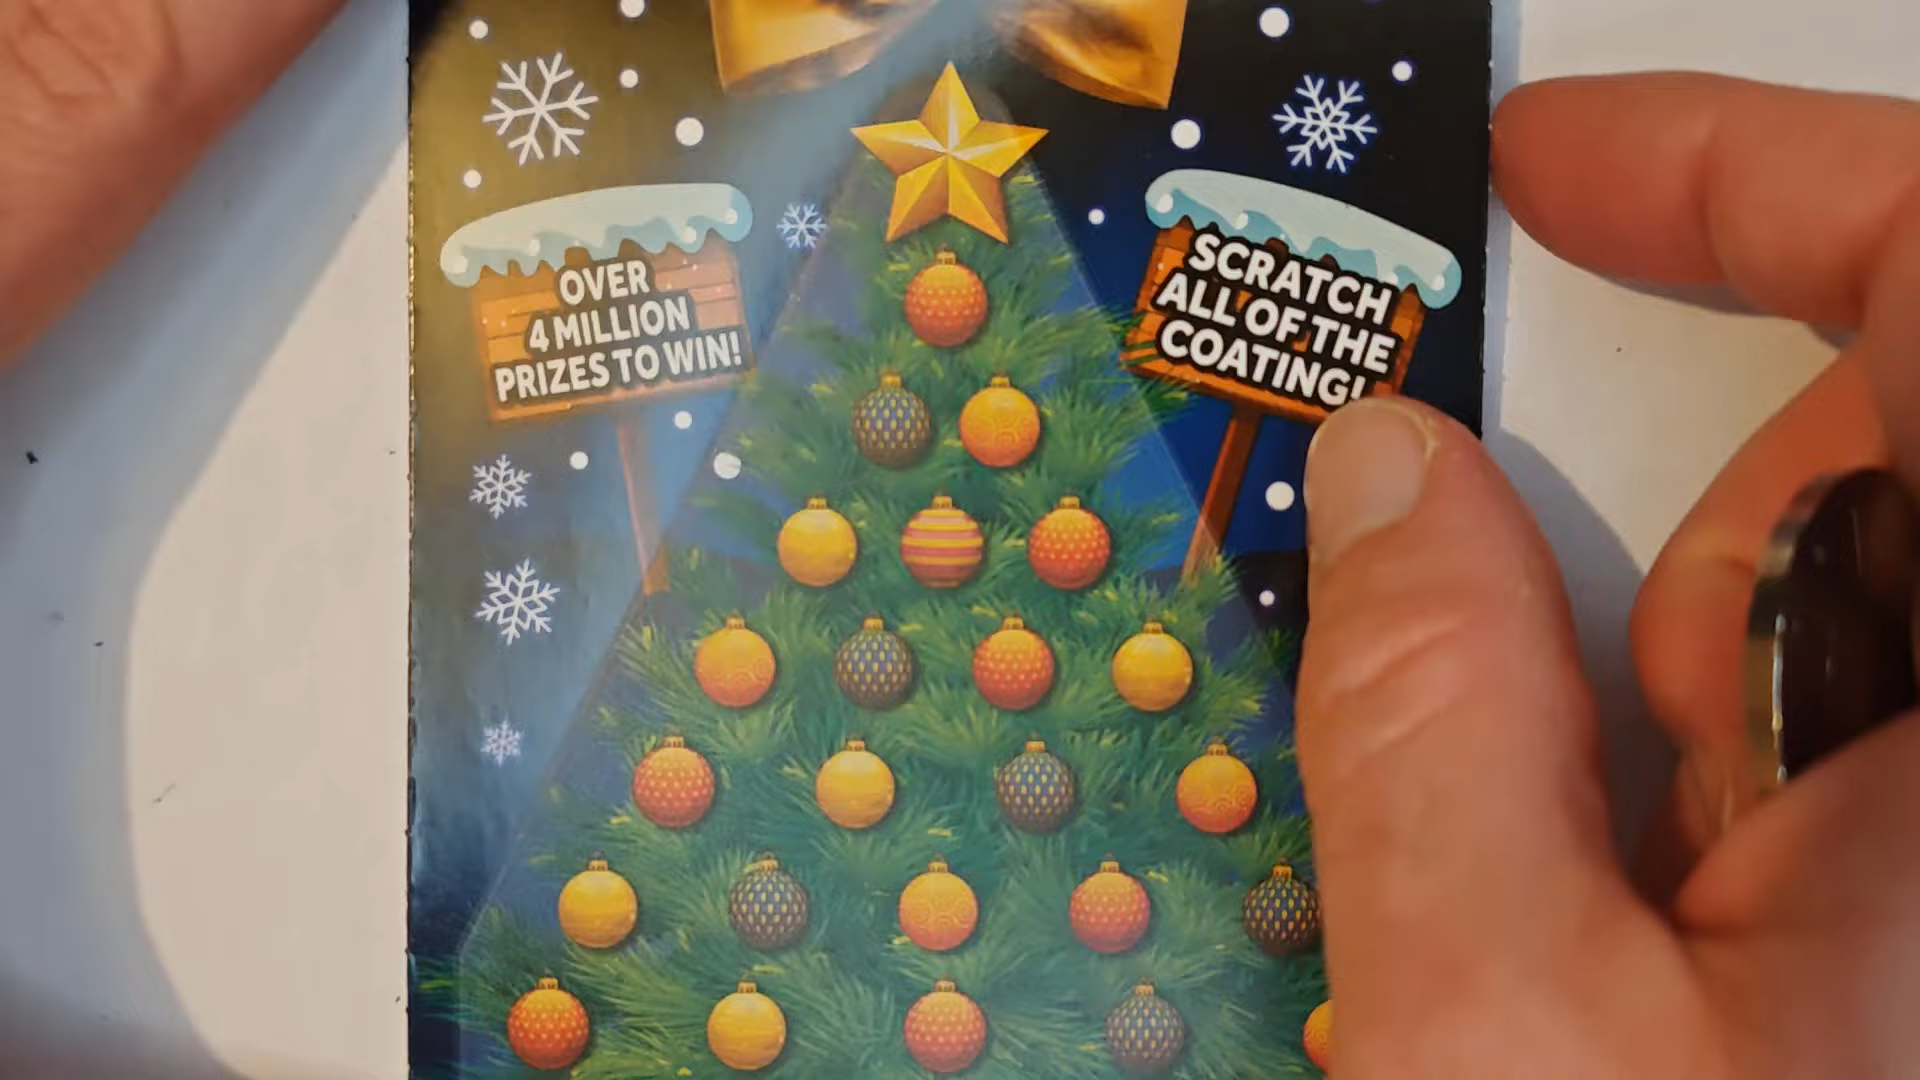 OVER
4 MILLION
PRIZES TO WIN!
SCRATCH
ALL OF THE
COATING!